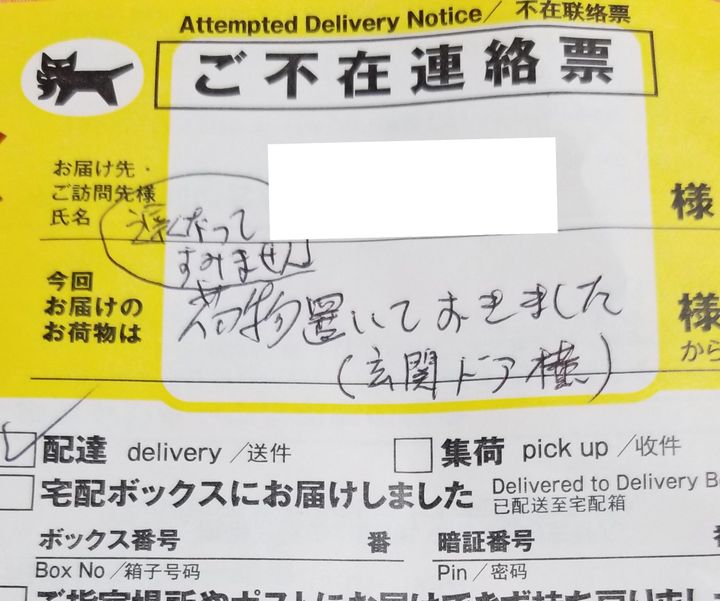 Attempted Delivery Notice／不在联络票
ご不在連絡票
お届け先・
ご訪問先様
氏名
様
遅くなって
すみません
今回
お届けの
お荷物は
荷物置いておきました
様
から
(玄関ドア横)
配達 delivery／送件
集荷 pick up／收件
宅配ボックスにお届けしました
Delivered to Delivery B
已配送至宅配箱
ボックス番号 番
暗証番号
Box No／箱子号码
Pin／密码